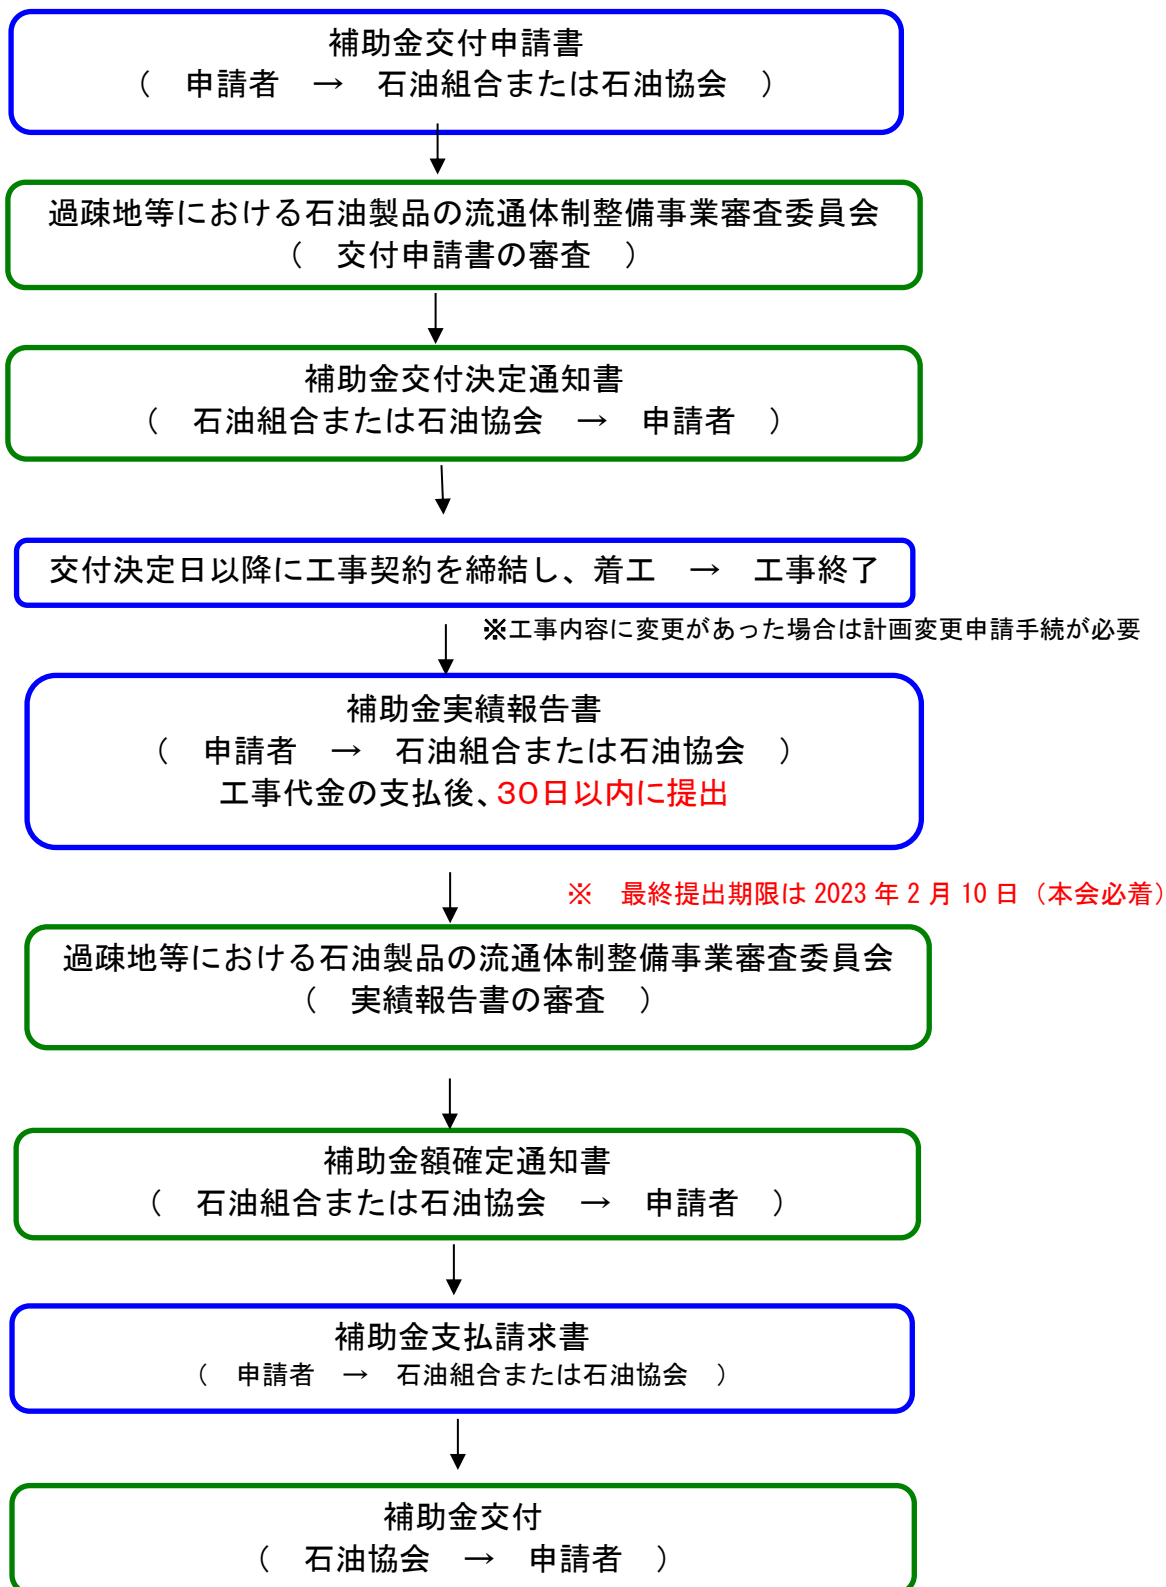 補助金交付申請書
（　申請者　→　石油組合または石油協会　）
過疎地等における石油製品の流通体制整備事業審査委員会
（　交付申請書の審査　）
補助金交付決定通知書
（　石油組合または石油協会　→　申請者　）
交付決定日以降に工事契約を締結し、着工　→　工事終了
※工事内容に変更があった場合は計画変更申請手続が必要
補助金実績報告書
（　申請者　→　石油組合または石油協会　）
工事代金の支払後、３０日以内に提出
※　最終提出期限は 2023 年 2 月 10 日（本会必着）
過疎地等における石油製品の流通体制整備事業審査委員会
（　実績報告書の審査　）
補助金額確定通知書
（　石油組合または石油協会　→　申請者　）
補助金支払請求書
（　申請者　→　石油組合または石油協会　）
補助金交付
（　石油協会　→　申請者　）